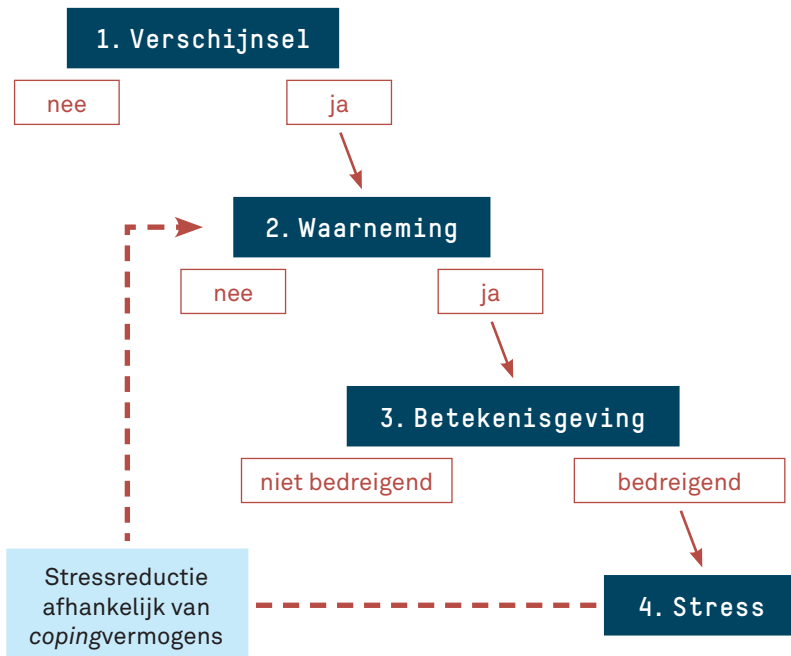 1. Verschijnsel
nee
ja
2. Waarneming
nee
ja
3. Betekenisgeving
niet bedreigend
bedreigend
Stressreductie
afhankelijk van
copingvermogens
4. Stress